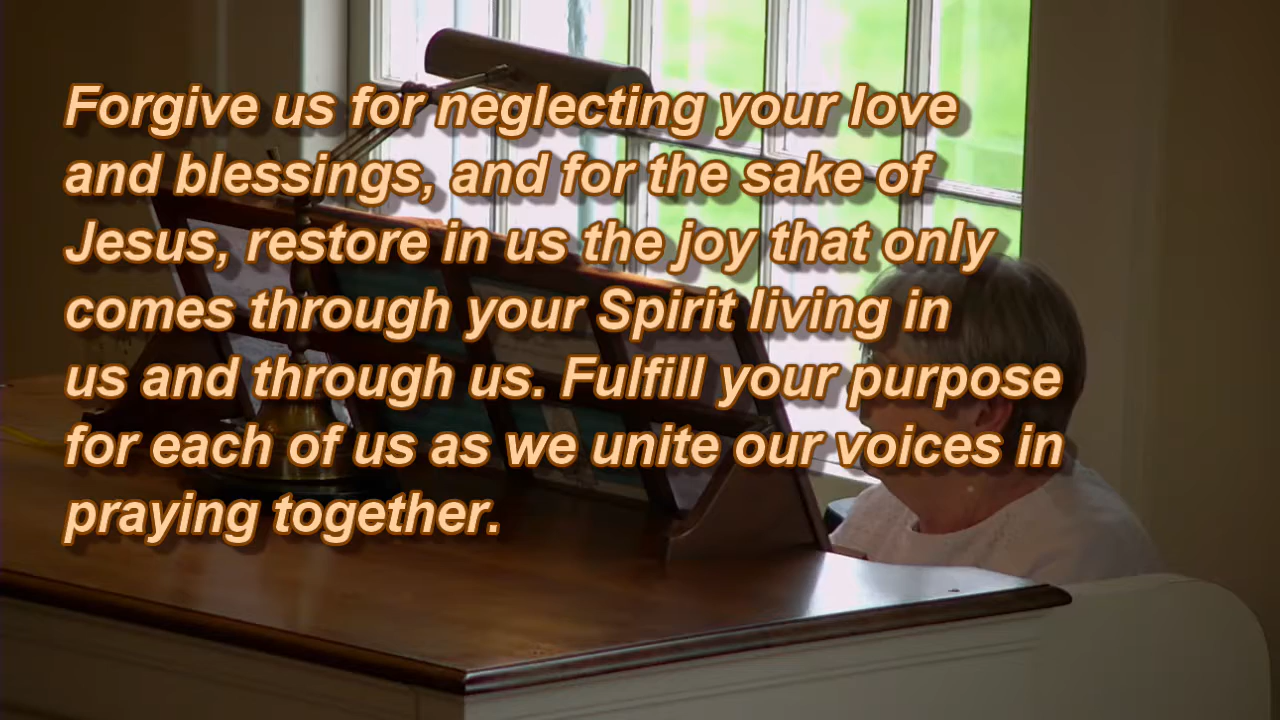 Forgive us for neglecting your love
and blessings, and for the sake of
Jesus, restore in us the joy that only
comes through your Spirit living in
us and through us. Fulfill your purpose
for each of us as we unite our voices in
praying together.